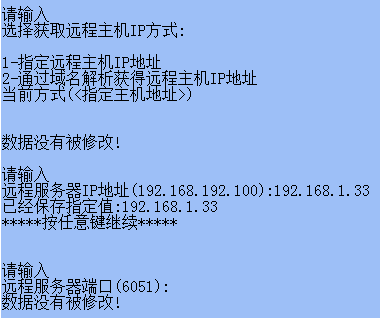 请输入
选择获取远程主机IP方式:
1-指定远程主机IP地址
2-通过域名解析获得远程主机IP地址
当前方式(<指定主机地址>)
数据没有被修改!
请输入
远程服务器IP地址(192.168.192.100):192.168.1.33
已经保存指定值:192.168.1.33
*****按任意键继续*****
请输入
远程服务器端口(6051):
数据没有被修改!